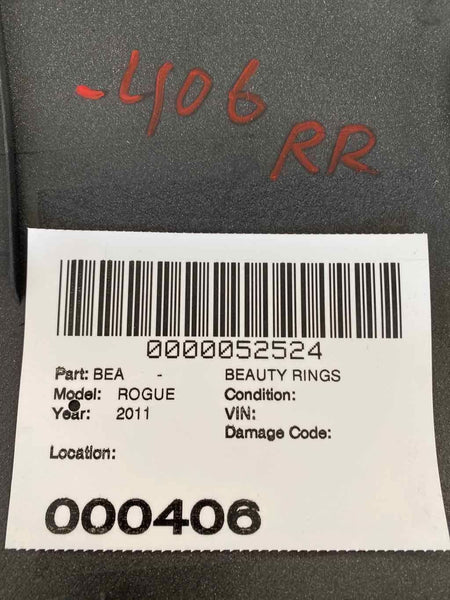 -406
RR
0000052524
Part: BEA - BEAUTY RINGS
Model: ROGUE Condition:
Year: 2011 VIN:
Damage Code:
Location:
000406